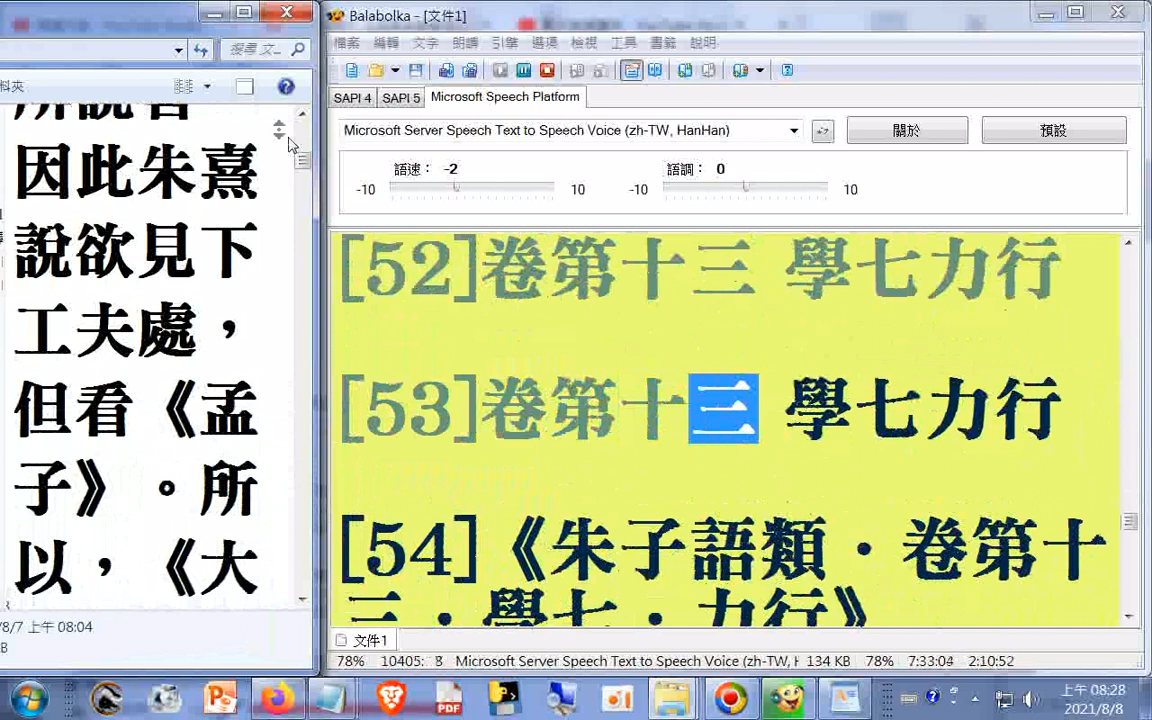 Balabolka - [文件1]
搜尋 文...
檔案 編輯 文字 朗讀 引擎 選項 檢視 工具 書籤 說明
料夾
SAPI 4 SAPI 5 Microsoft Speech Platform
Microsoft Server Speech Text to Speech Voice (zh-TW, HanHan)
關於
預設
語速： -2
語調： 0
-10 10 -10 10
所說者
因此朱熹
說欲見下
工夫處，
但看《孟
子》。所
以，《大
[52]卷第十三 學七力行
[53]卷第十三 學七力行
[54]《朱子語類．卷第十
三．學七．力行》
/8/7 上午 08:04
文件1
78% 10405: 8 Microsoft Server Speech Text to Speech Voice (zh-TW, H 134 KB 78% 7:33:04 2:10:52
上午 08:28
2021/8/8